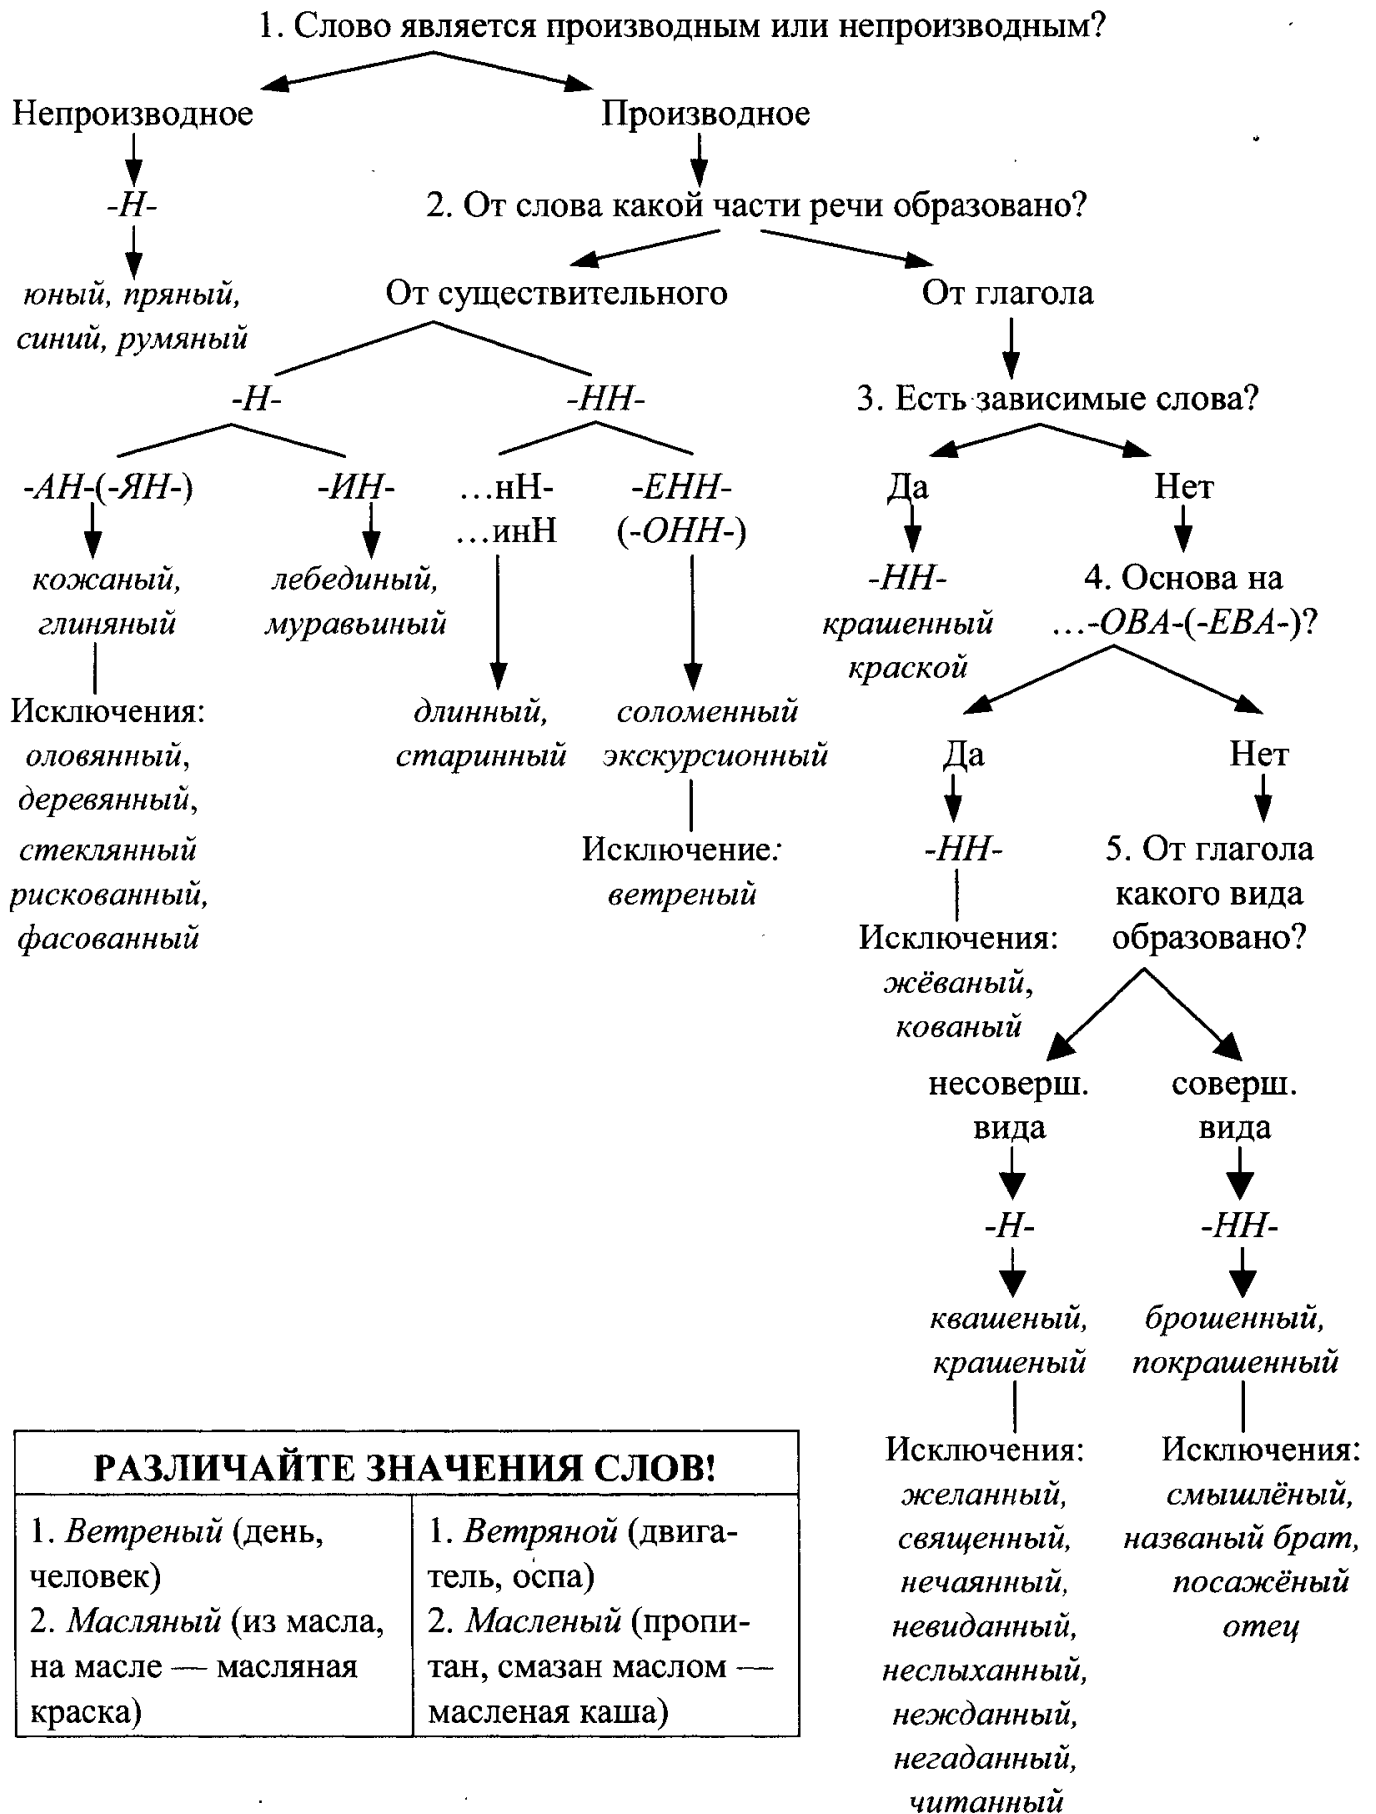 1. Слово является производным или непроизводным?
Непроизводное
Производное
-Н-
2. От слова какой части речи образовано?
юный, пряный,
синий, румяный
От существительного
От глагола
-Н-
-НН-
3. Есть зависимые слова?
-АН-(-ЯН-)
-ИН-
...нН-
...инН
-ЕНН-
(-ОНН-)
Да
Нет
кожаный,
глиняный
лебединый,
муравьиный
-НН-
крашенный
краской
4. Основа на
...-ОВА-(-ЕВА-)?
Исключения:
оловянный,
деревянный,
стеклянный
рискованный,
фасованный
длинный,
старинный
соломенный
экскурсионный
Исключение:
ветреный
Да
Нет
-НН-
Исключения:
жёваный,
кованый
5. От глагола
какого вида
образовано?
несоверш.
вида
соверш.
вида
-Н-
-НН-
квашеный,
крашеный
брошенный,
покрашенный
Исключения:
желанный,
священный,
нечаянный,
невиданный,
неслыханный,
нежданный,
негаданный,
читанный
Исключения:
смышлёный,
названый брат,
посажёный
отец
РАЗЛИЧАЙТЕ ЗНАЧЕНИЯ СЛОВ!
1. Ветреный (день,
человек)
2. Масляный (из масла,
на масле — масляная
краска)
1. Ветряной (двига-
тель, оспа)
2. Масленый (пропи-
тан, смазан маслом —
масленая каша)